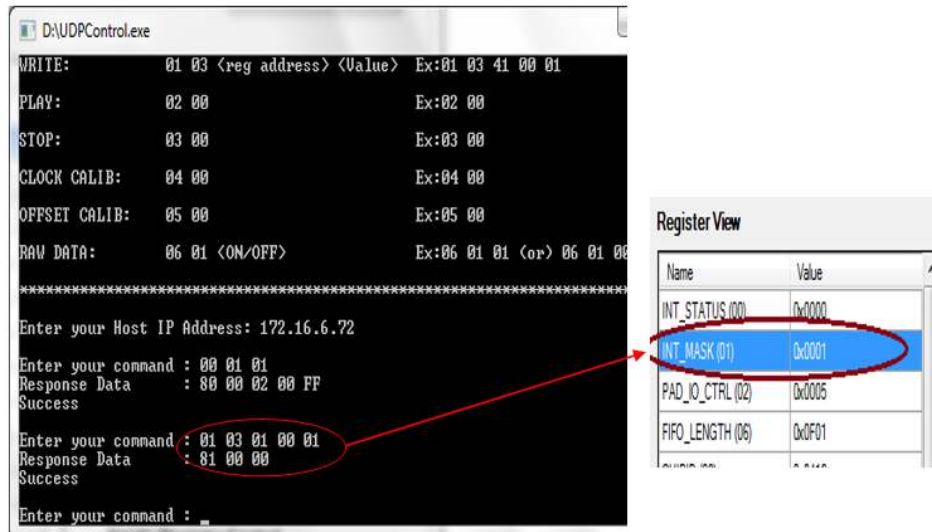 D:\UDPControl.exe
WRITE: 01 03 <reg address> <Value> Ex:01 03 41 00 01
PLAY: 02 00 Ex:02 00
STOP: 03 00 Ex:03 00
CLOCK CALIB: 04 00 Ex:04 00
OFFSET CALIB: 05 00 Ex:05 00
RAW DATA: 06 01 <ON/OFF> Ex:06 01 01 (or) 06 01 00
********************************************************************************
Enter your Host IP Address: 172.16.6.72
Enter your command : 00 01 01
Response Data : 80 00 02 00 FF
Success
Enter your command : 01 03 01 00 01
Response Data : 81 00 00
Success
Enter your command : _
Register View
Name Value
INT_STATUS (00) 0x0000
INT_MASK (01) 0x0001
PAD_IO_CTRL (02) 0x0005
FIFO_LENGTH (06) 0x0F01